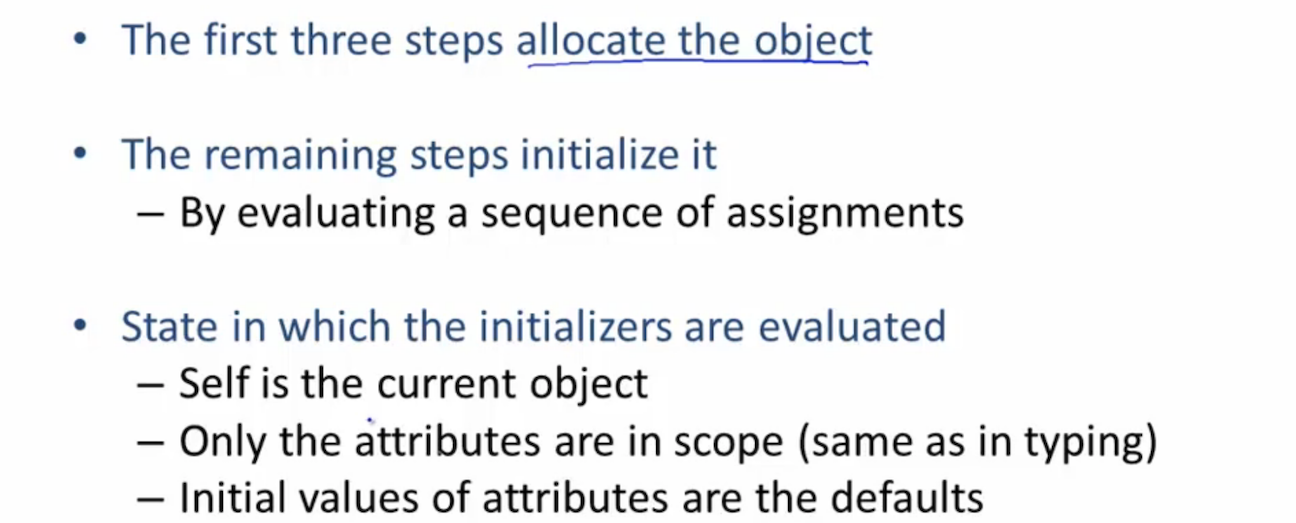 • The first three steps allocate the object
• The remaining steps initialize it
– By evaluating a sequence of assignments
• State in which the initializers are evaluated
– Self is the current object
– Only the attributes are in scope (same as in typing)
– Initial values of attributes are the defaults